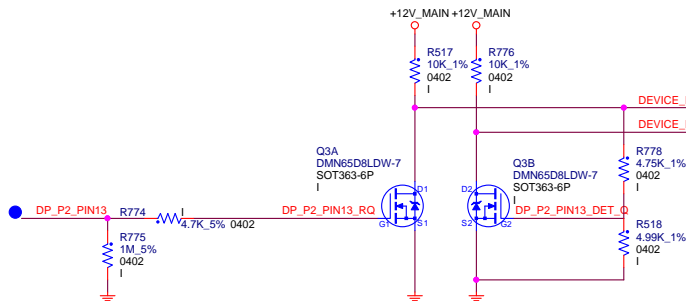 +12V_MAIN +12V_MAIN
R517
10K_1%
0402
I
R776
10K_1%
0402
I
DEVICE_
DEVICE_
Q3A
DMN65D8LDW-7
SOT363-6P
I
Q3B
DMN65D8LDW-7
SOT363-6P
I
R778
4.75K_1%
0402
I
D1
D2
DP_P2_PIN13
R774
I
4.7K_5% 0402
DP_P2_PIN13_RQ
G1
S1
S2
G2
DP_P2_PIN13_DET_Q
R775
1M_5%
0402
I
R518
4.99K_1%
0402
I